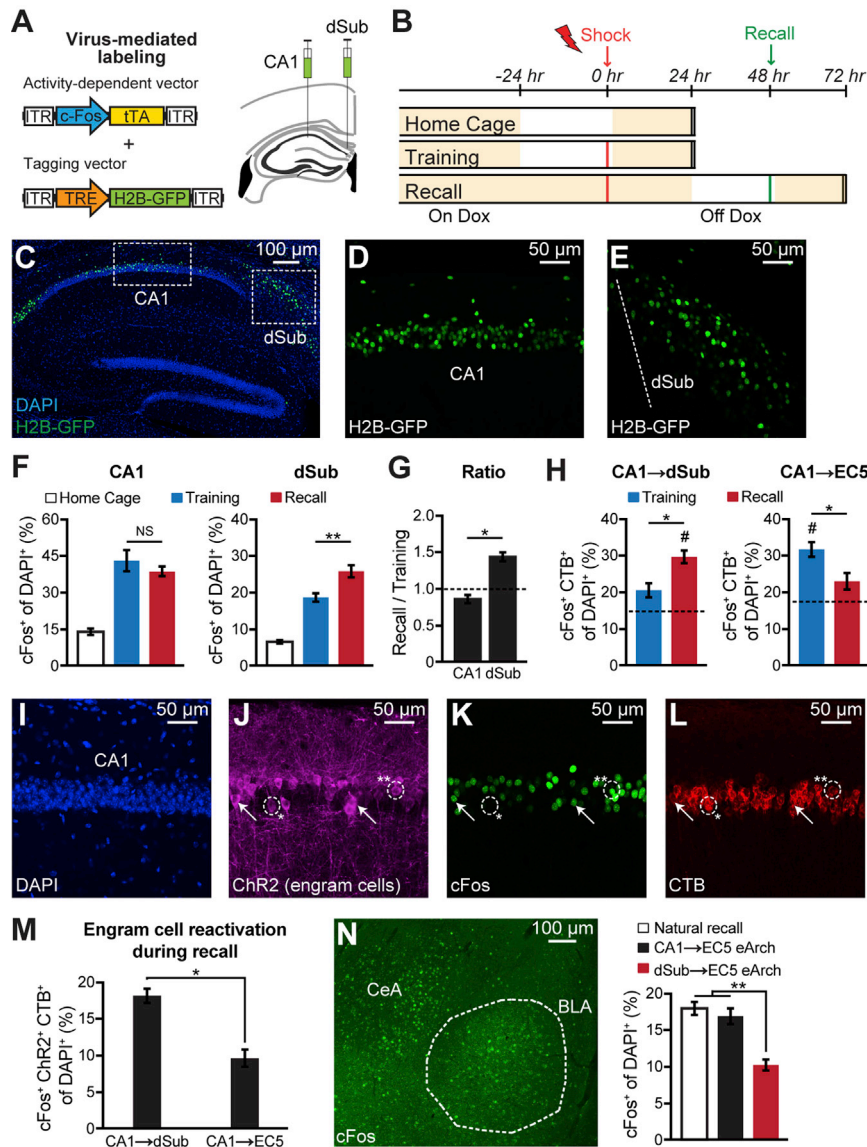 A
Virus-mediated
labeling
Activity-dependent vector
ITR c-Fos tTA ITR
+
Tagging vector
ITR TRE H2B-GFP ITR
CA1
dSub
B
Shock
Recall
-24 hr 0 hr 24 hr 48 hr 72 hr
Home Cage
Training
Recall
On Dox
Off Dox
C
100 µm
CA1
dSub
DAPI
H2B-GFP
D
50 µm
CA1
H2B-GFP
E
50 µm
dSub
H2B-GFP
F
CA1
dSub
Home Cage Training Recall
cFos⁺ of DAPI⁺ (%)
60
45
30
15
0
NS
cFos⁺ of DAPI⁺ (%)
40
30
20
10
0
**
G
Ratio
Recall / Training
2.0
1.5
1.0
0.5
0
*
CA1 dSub
H
CA1→dSub
CA1→EC5
Training Recall
cFos⁺ CTB⁺
of DAPI⁺ (%)
40
30
20
10
0
*
#
cFos⁺ CTB⁺
of DAPI⁺ (%)
40
30
20
10
0
#
*
I
50 µm
CA1
DAPI
J
50 µm
**
*
ChR2 (engram cells)
K
50 µm
**
*
cFos
L
50 µm
**
*
CTB
M
Engram cell reactivation
during recall
cFos⁺ ChR2⁺ CTB⁺
of DAPI⁺ (%)
20
15
10
5
0
*
CA1→dSub CA1→EC5
N
100 µm
CeA
BLA
cFos
Natural recall
CA1→EC5 eArch
dSub→EC5 eArch
cFos⁺ of DAPI⁺ (%)
20
15
10
5
0
**